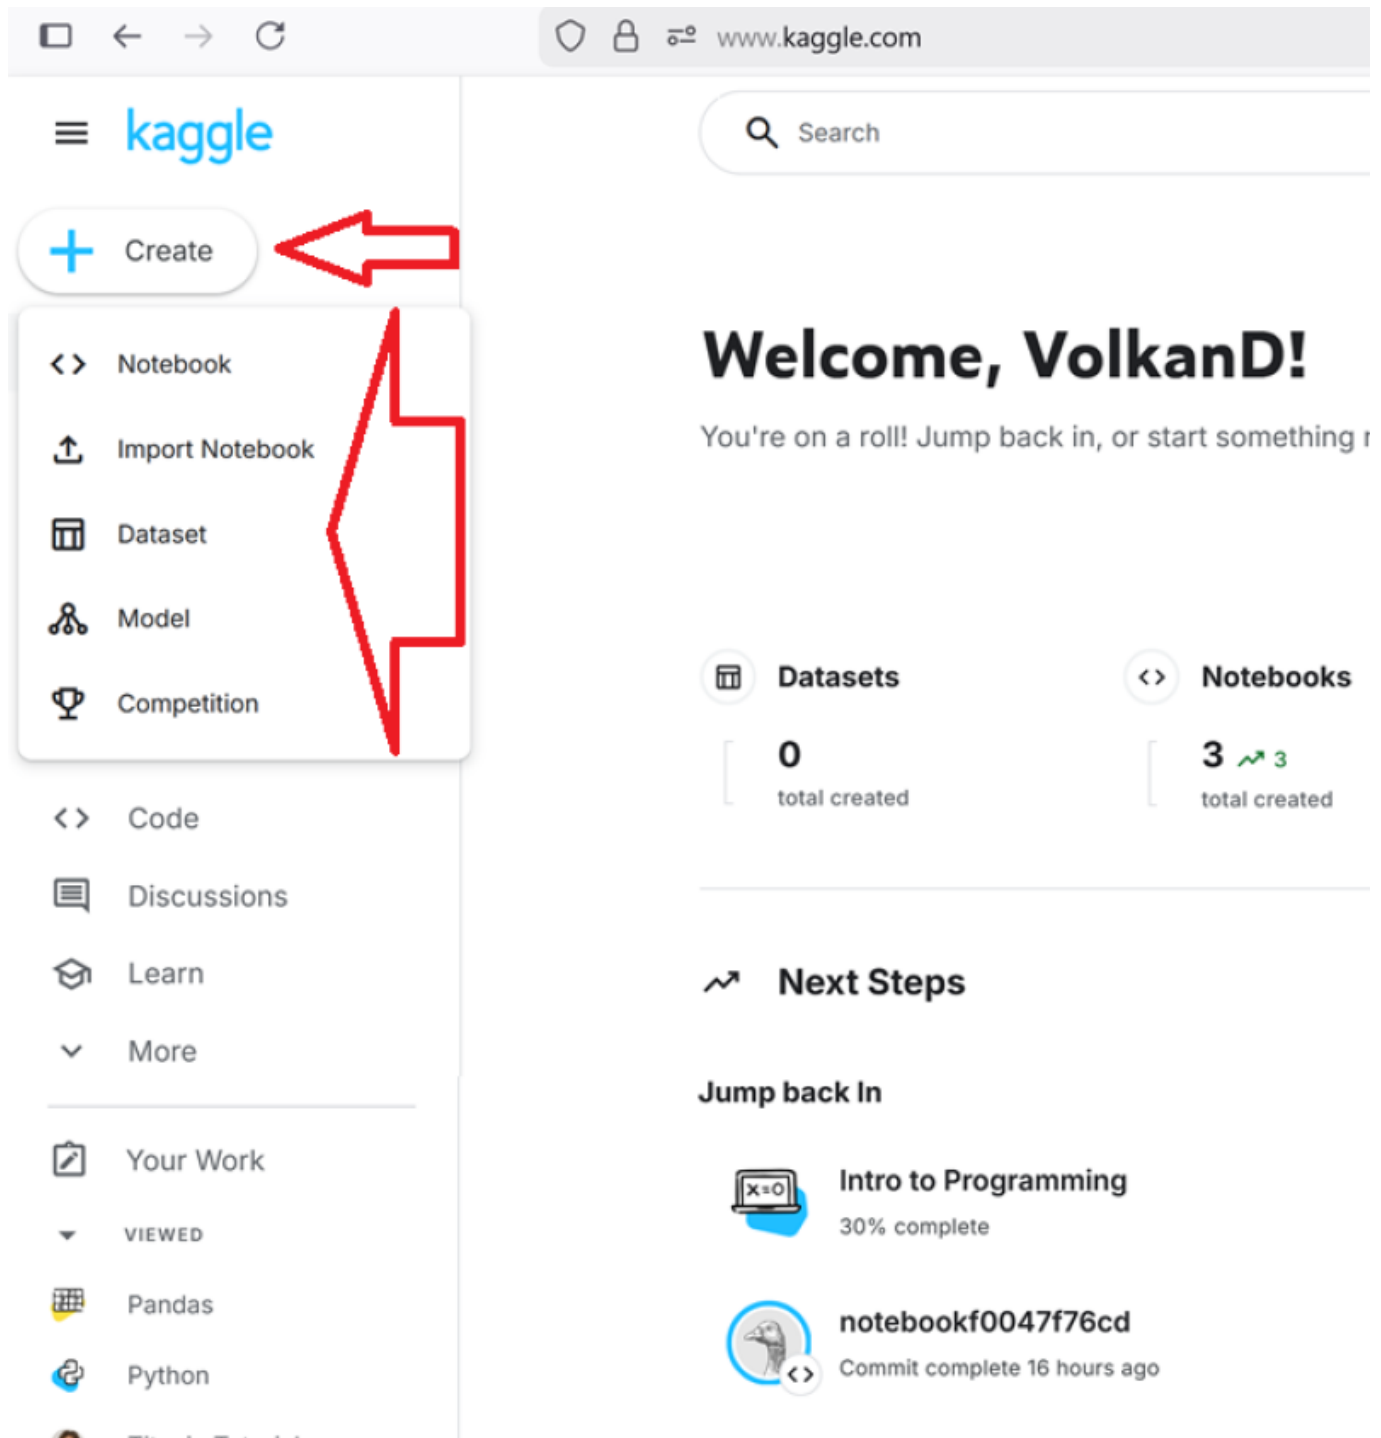 www.kaggle.com
kaggle
Search
Create
Notebook
Import Notebook
Dataset
Model
Competition
Code
Discussions
Learn
More
Your Work
VIEWED
Pandas
Python
Welcome, VolkanD!
You're on a roll! Jump back in, or start something
Datasets
0
total created
Notebooks
3 3
total created
Next Steps
Jump back In
x=0
Intro to Programming
30% complete
notebookf0047f76cd
Commit complete 16 hours ago